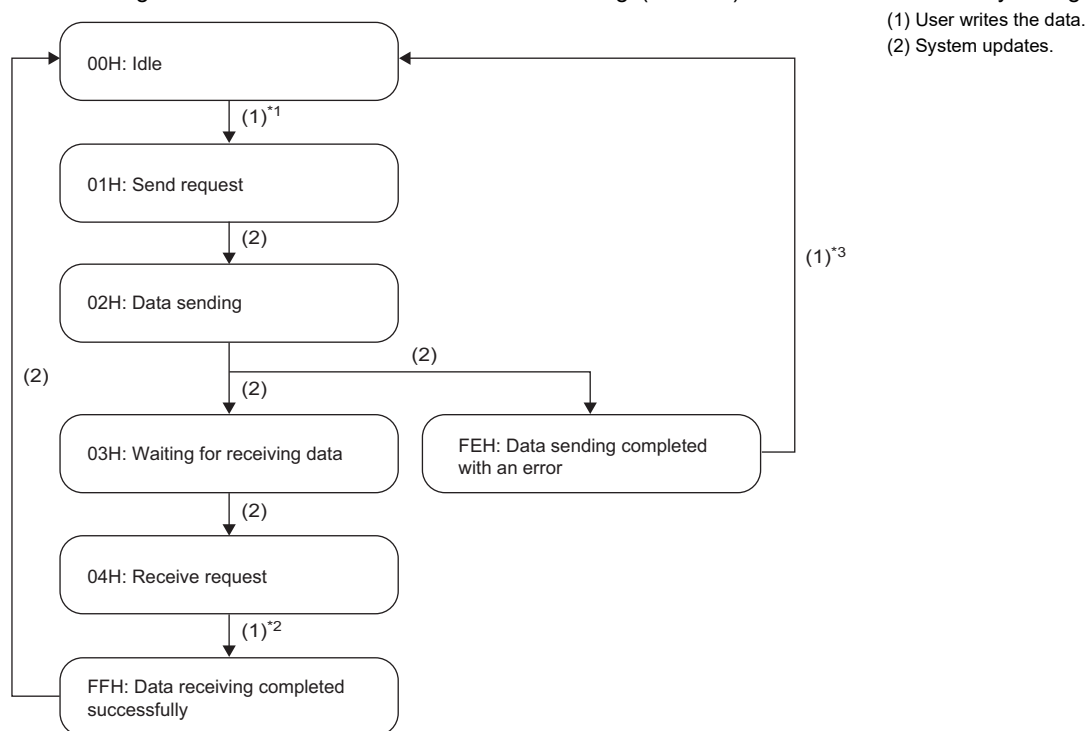 (1) User writes the data.
(2) System updates.
00H: Idle
(1)*1
01H: Send request
(2)
02H: Data sending
(1)*3
(2)
(2)
(2)
03H: Waiting for receiving data
FEH: Data sending completed
with an error
(2)
04H: Receive request
(1)*2
FFH: Data receiving completed
successfully